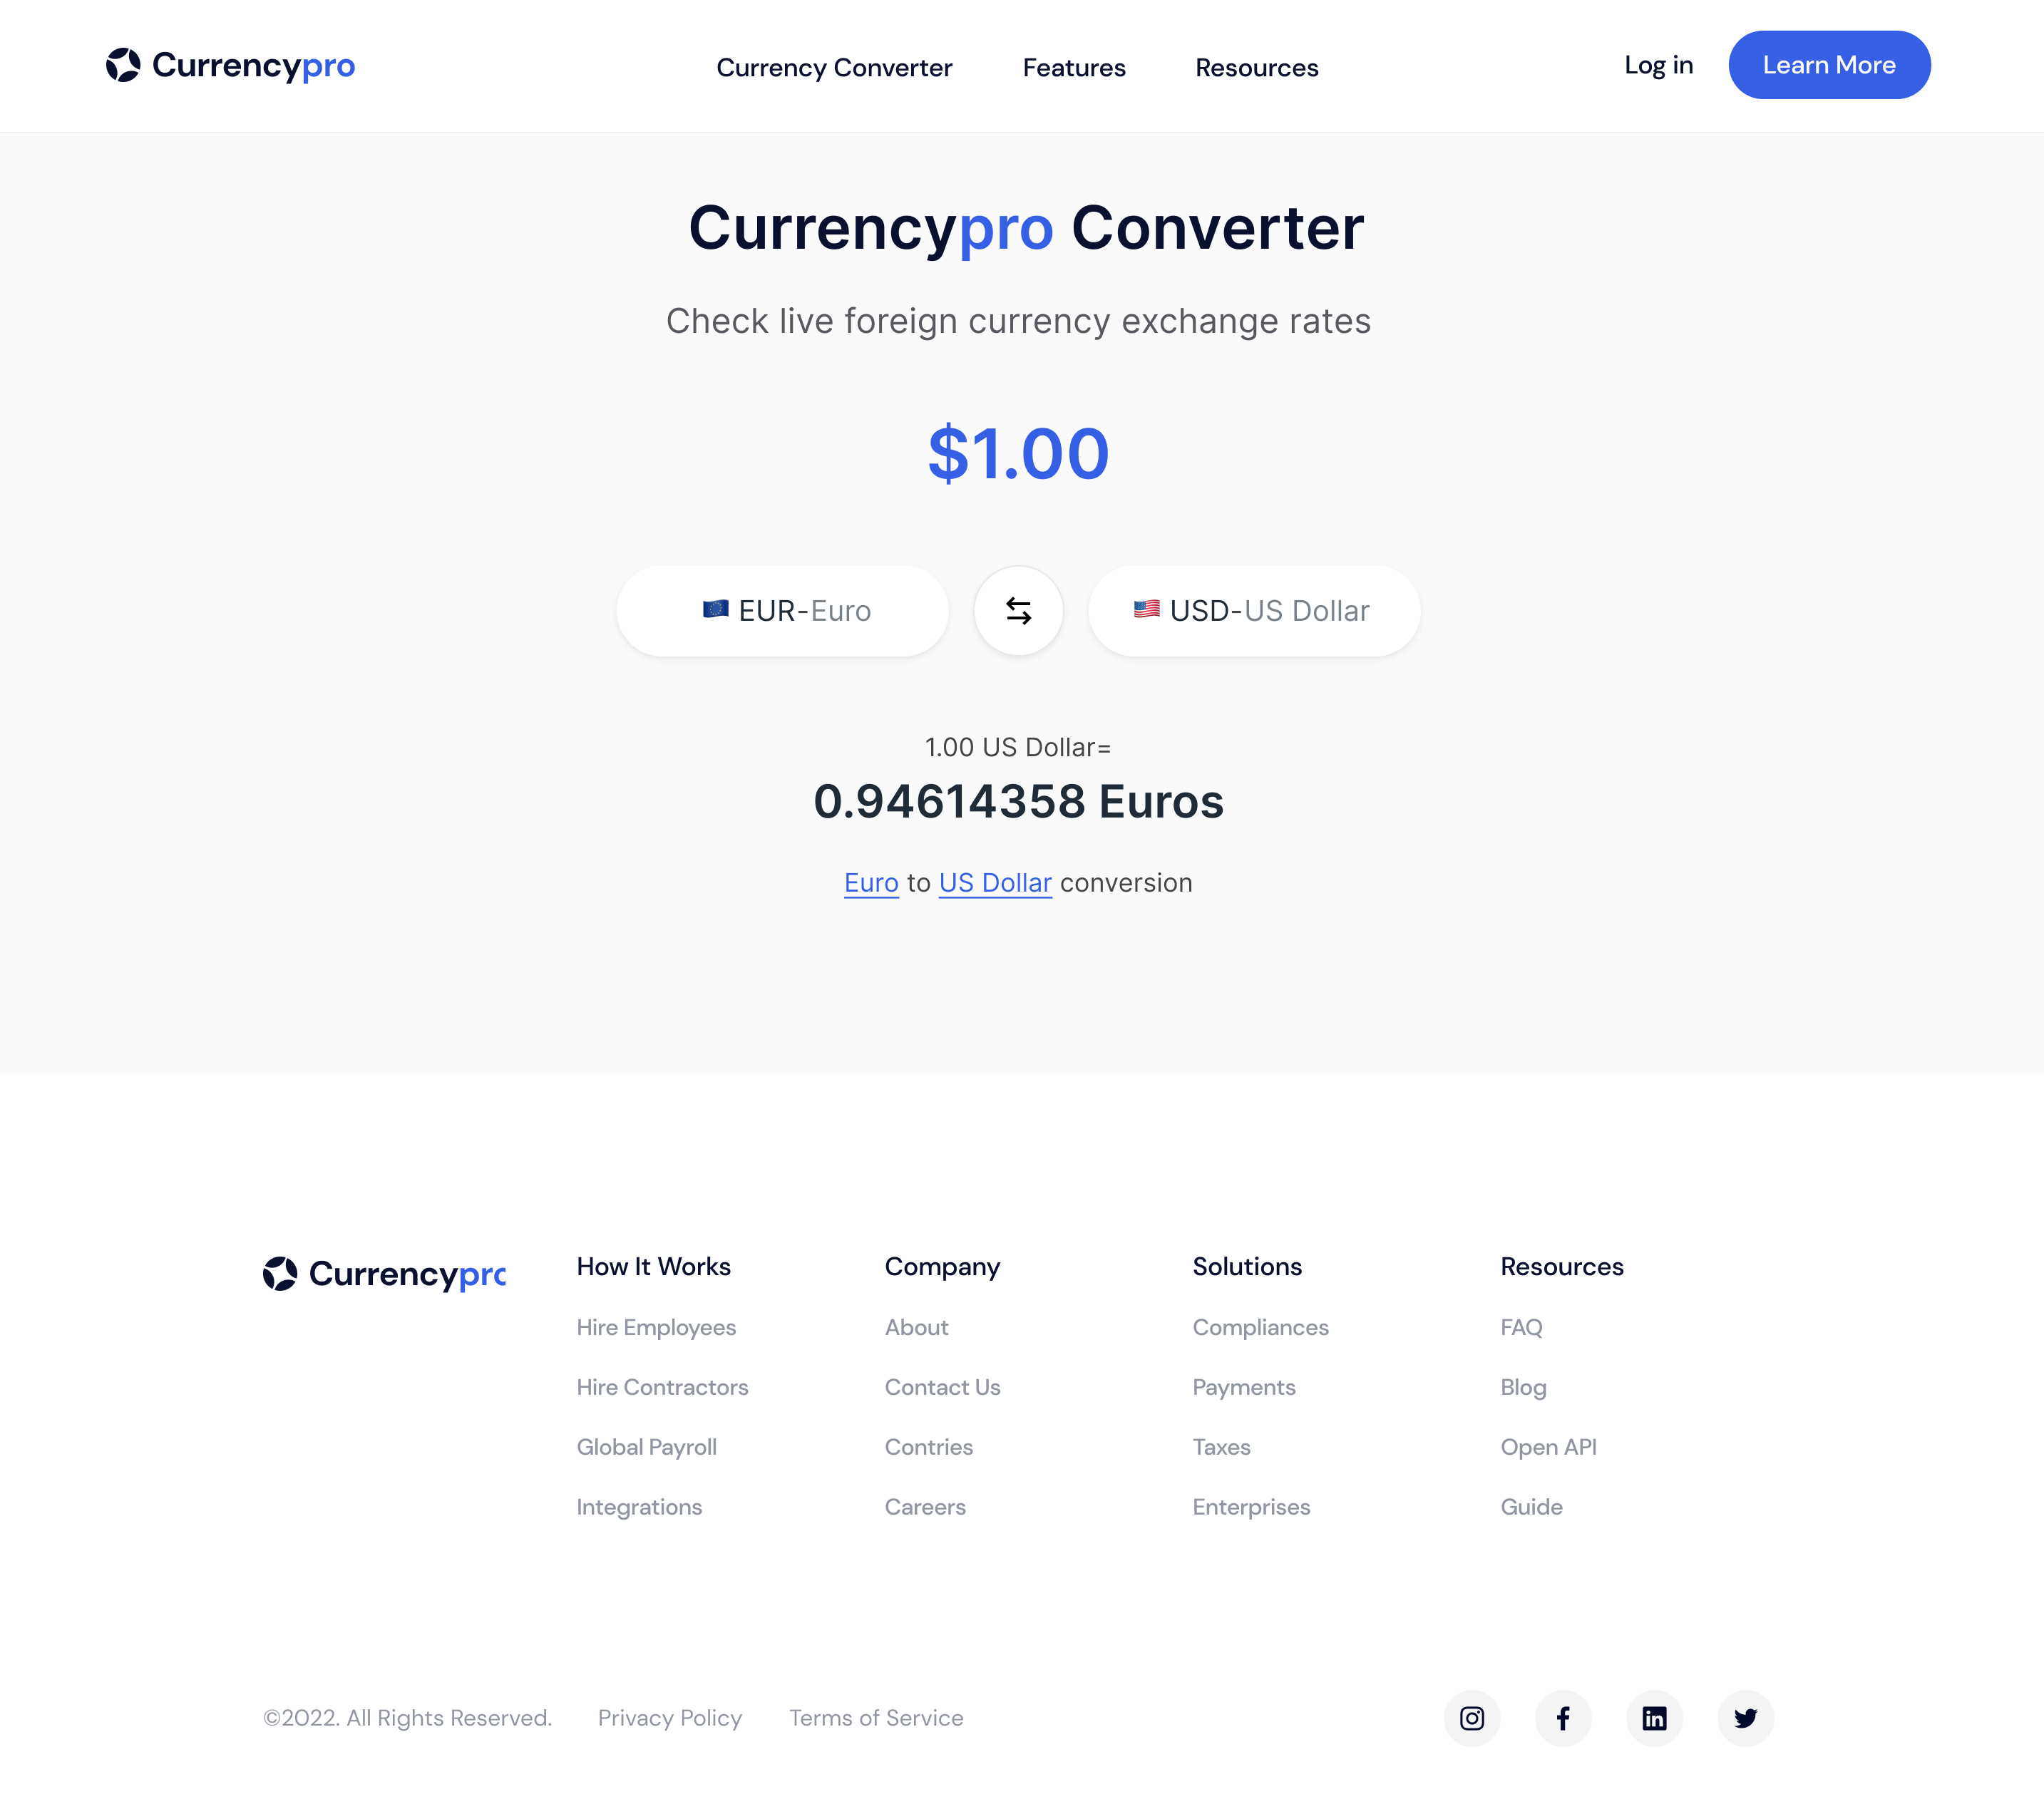 Currencypro
Currency Converter
Features
Resources
Log in
Learn More
Currencypro Converter
Check live foreign currency exchange rates
$1.00
EUR-Euro
USD-US Dollar
1.00 US Dollar=
0.94614358 Euros
Euro to US Dollar conversion
Currencypro
How It Works
Hire Employees
Hire Contractors
Global Payroll
Integrations
Company
About
Contact Us
Contries
Careers
Solutions
Compliances
Payments
Taxes
Enterprises
Resources
FAQ
Blog
Open API
Guide
©2022. All Rights Reserved.
Privacy Policy
Terms of Service